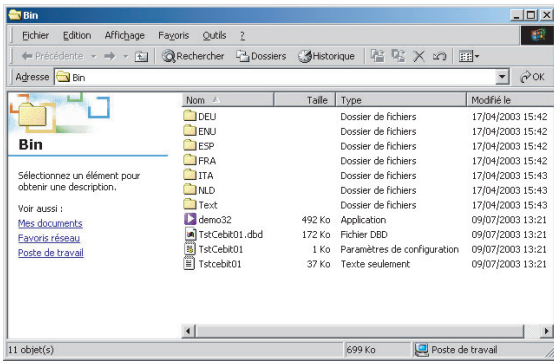 Bin
Fichier Edition Affichage Favoris Outils ?
Précédente Rechercher Dossiers Historique
Adresse Bin OK
Nom Taille Type Modifié le
DEU Dossier de fichiers 17/04/2003 15:42
ENU Dossier de fichiers 17/04/2003 15:42
ESP Dossier de fichiers 17/04/2003 15:42
FRA Dossier de fichiers 17/04/2003 15:42
ITA Dossier de fichiers 17/04/2003 15:43
NLD Dossier de fichiers 17/04/2003 15:43
Text Dossier de fichiers 17/04/2003 15:43
demo32 492 Ko Application 09/07/2003 13:21
TstCebit01.dbd 172 Ko Fichier DBD 09/07/2003 13:21
TstCebit01 1 Ko Paramètres de configuration 09/07/2003 13:21
Tstcebit01 37 Ko Texte seulement 09/07/2003 13:21
Bin
Sélectionnez un élément pour
obtenir une description.
Voir aussi :
Mes documents
Favoris réseau
Poste de travail
11 objet(s) 699 Ko Poste de travail